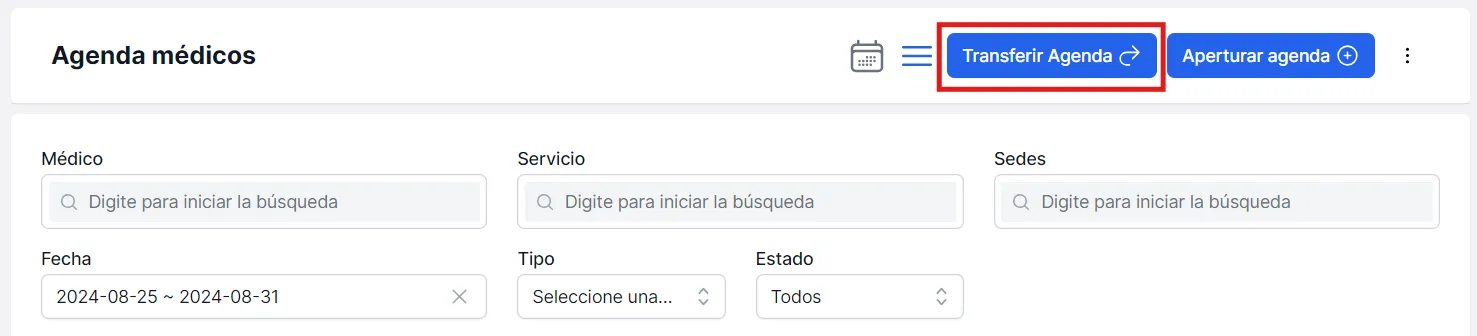 Agenda médicos
Transferir Agenda
Aperturar agenda
Médico
Servicio
Sedes
Digite para iniciar la búsqueda
Digite para iniciar la búsqueda
Digite para iniciar la búsqueda
Fecha
Tipo
Estado
2024-08-25 ~ 2024-08-31
Seleccione una...
Todos